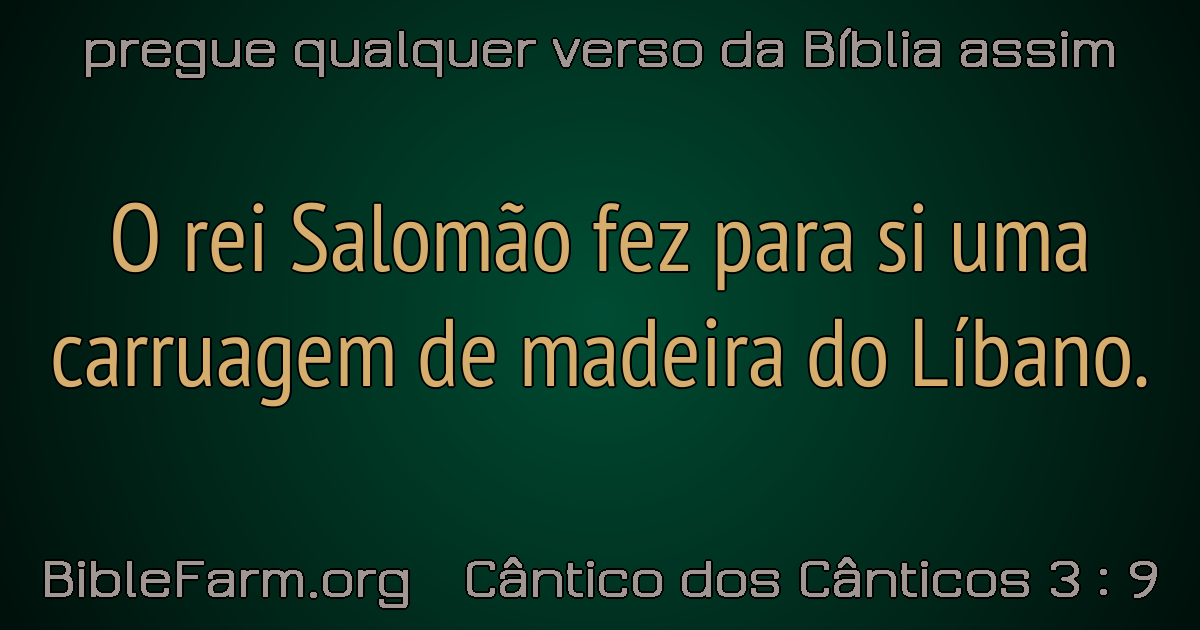 pregue qualquer verso da Bíblia assim
O rei Salomão fez para si uma
carruagem de madeira do Líbano.
BibleFarm.org Cântico dos Cânticos 3 : 9